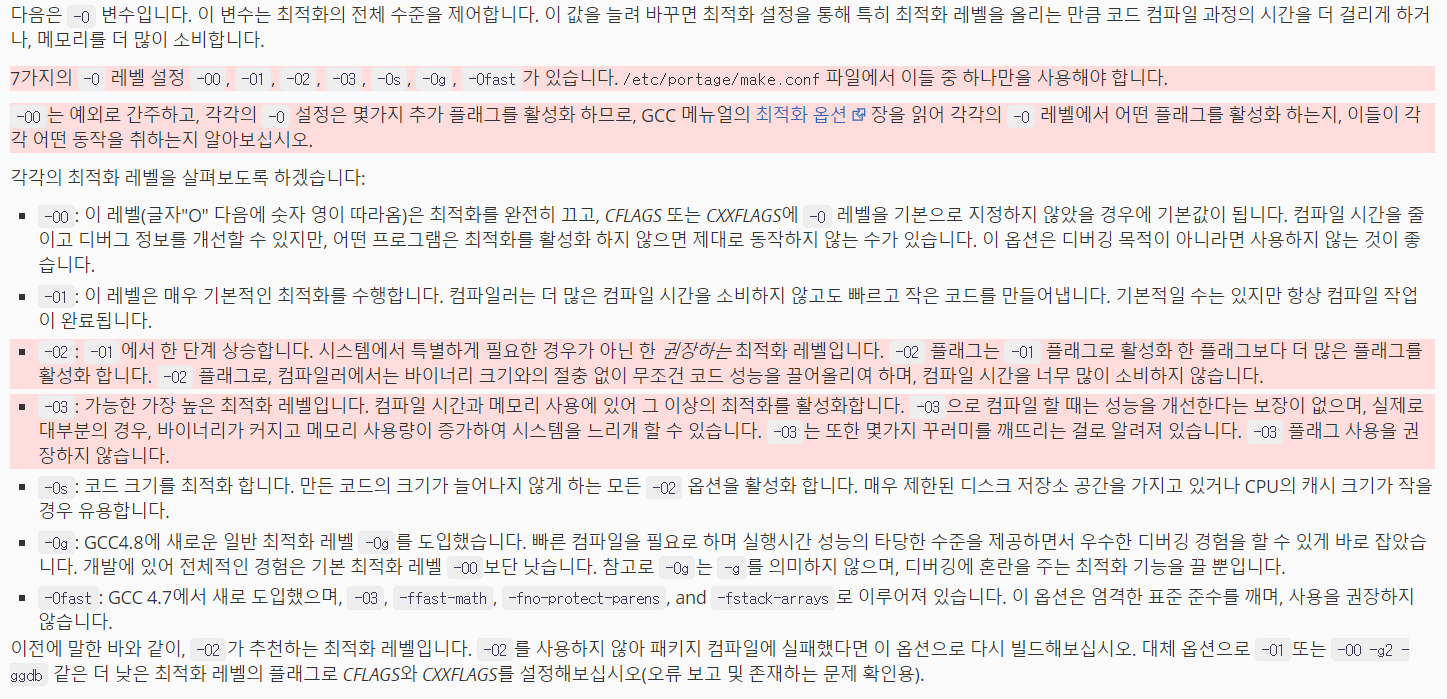 다음은 -O 변수입니다. 이 변수는 최적화의 전체 수준을 제어합니다. 이 값을 늘려 바꾸면 최적화 설정을 통해 특히 최적화 레벨을 올리는 만큼 코드 컴파일 과정의 시간을 더 걸리게 하거
나, 메모리를 더 많이 소비합니다.
7가지의 -O 레벨 설정 -O0, -O1, -O2, -O3, -Os, -Og, -Ofast 가 있습니다. /etc/portage/make.conf 파일에서 이들 중 하나만을 사용해야 합니다.
-O0 는 예외로 간주하고, 각각의 -O 설정은 몇가지 추가 플래그를 활성화 하므로, GCC 메뉴얼의 최적화 옵션 장을 읽어 각각의 -O 레벨에서 어떤 플래그를 활성화 하는지, 이들이 각
각 어떤 동작을 취하는지 알아보십시오.
각각의 최적화 레벨을 살펴보도록 하겠습니다:
▪ -O0 : 이 레벨(글자"O" 다음에 숫자 영이 따라옴)은 최적화를 완전히 끄고, CFLAGS 또는 CXXFLAGS에 -O 레벨을 기본으로 지정하지 않았을 경우에 기본값이 됩니다. 컴파일 시간을 줄
이고 디버그 정보를 개선할 수 있지만, 어떤 프로그램은 최적화를 활성화 하지 않으면 제대로 동작하지 않는 수가 있습니다. 이 옵션은 디버깅 목적이 아니라면 사용하지 않는 것이 좋
습니다.
▪ -O1 : 이 레벨은 매우 기본적인 최적화를 수행합니다. 컴파일러는 더 많은 컴파일 시간을 소비하지 않고도 빠르고 작은 코드를 만들어냅니다. 기본적일 수는 있지만 항상 컴파일 작업
이 완료됩니다.
▪ -O2 : -O1 에서 한 단계 상승합니다. 시스템에서 특별하게 필요한 경우가 아닌 한 권장하는 최적화 레벨입니다. -O2 플래그는 -O1 플래그로 활성화 한 플래그보다 더 많은 플래그를
활성화 합니다. -O2 플래그로, 컴파일러에서는 바이너리 크기와의 절충 없이 무조건 코드 성능을 끌어올리여 하며, 컴파일 시간을 너무 많이 소비하지 않습니다.
▪ -O3 : 가능한 가장 높은 최적화 레벨입니다. 컴파일 시간과 메모리 사용에 있어 그 이상의 최적화를 활성화합니다. -O3 으로 컴파일 할 때는 성능을 개선한다는 보장이 없으며, 실제로
대부분의 경우, 바이너리가 커지고 메모리 사용량이 증가하여 시스템을 느리개 할 수 있습니다. -O3 는 또한 몇가지 꾸러미를 깨뜨리는 걸로 알려져 있습니다. -O3 플래그 사용을 권
장하지 않습니다.
▪ -Os : 코드 크기를 최적화 합니다. 만든 코드의 크기가 늘어나지 않게 하는 모든 -O2 옵션을 활성화 합니다. 매우 제한된 디스크 저장소 공간을 가지고 있거나 CPU의 캐시 크기가 작을
경우 유용합니다.
▪ -Og : GCC4.8에 새로운 일반 최적화 레벨 -Og 를 도입했습니다. 빠른 컴파일을 필요로 하며 실행시간 성능의 타당한 수준을 제공하면서 우수한 디버깅 경험을 할 수 있게 바로 잡았습
니다. 개발에 있어 전체적인 경험은 기본 최적화 레벨 -O0 보단 낫습니다. 참고로 -Og 는 -g 를 의미하지 않으며, 디버깅에 혼란을 주는 최적화 기능을 끌 뿐입니다.
▪ -Ofast : GCC 4.7에서 새로 도입했으며, -O3 , -ffast-math , -fno-protect-parens , and -fstack-arrays 로 이루어져 있습니다. 이 옵션은 엄격한 표준 준수를 깨며, 사용을 권장하지
않습니다.
이전에 말한 바와 같이, -O2 가 추천하는 최적화 레벨입니다. -O2 를 사용하지 않아 패키지 컴파일에 실패했다면 이 옵션으로 다시 빌드해보십시오. 대체 옵션으로 -O1 또는 -O0 -g2 -
ggdb 같은 더 낮은 최적화 레벨의 플래그로 CFLAGS와 CXXFLAGS를 설정해보십시오(오류 보고 및 존재하는 문제 확인용).